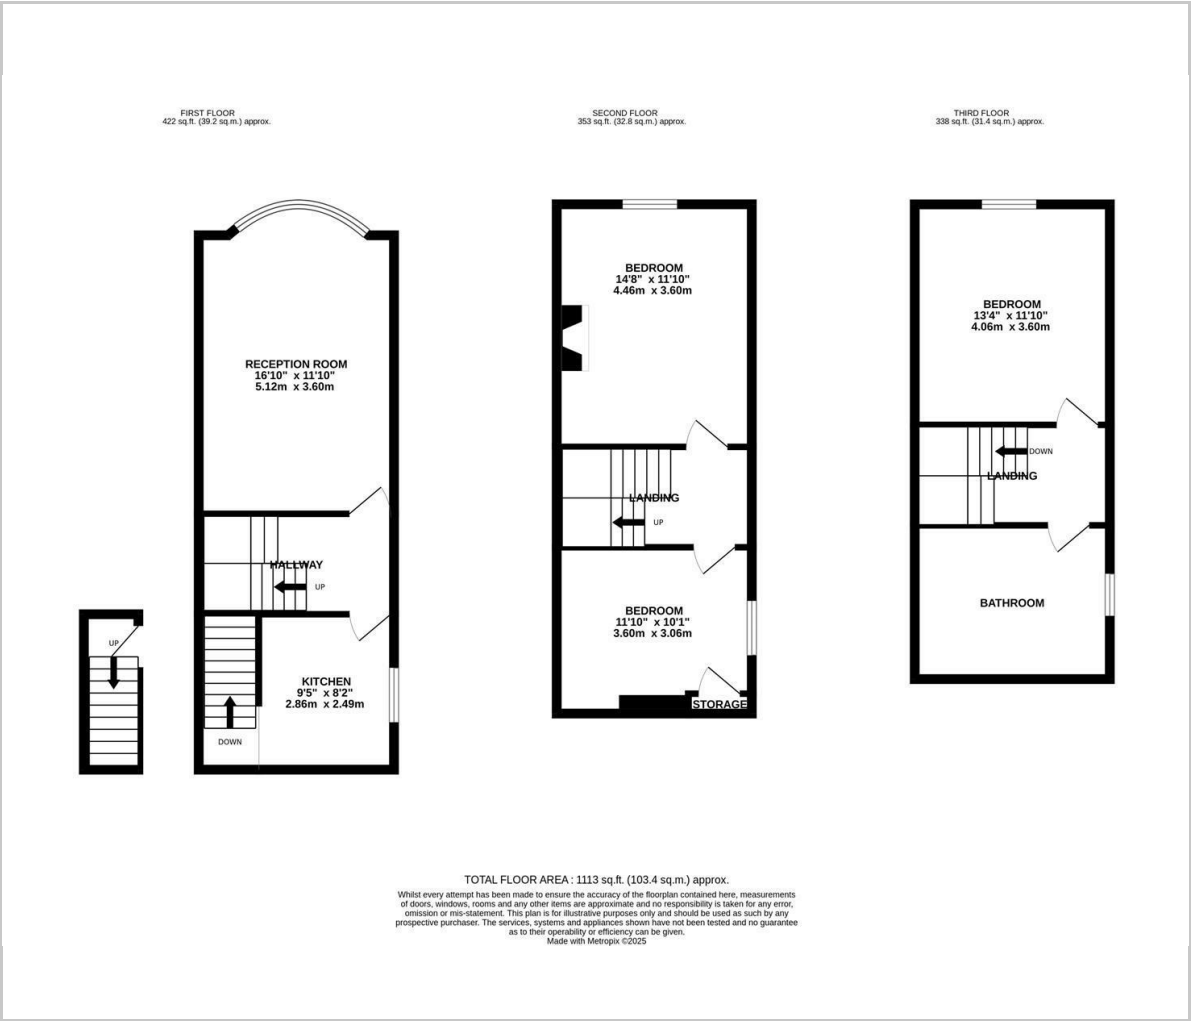 FIRST FLOOR
422 sq.ft. (39.2 sq.m.) approx.
SECOND FLOOR
353 sq.ft. (32.8 sq.m.) approx.
THIRD FLOOR
338 sq.ft. (31.4 sq.m.) approx.
RECEPTION ROOM
16'10" x 11'10"
5.12m x 3.60m
HALLWAY
UP
UP
KITCHEN
9'5" x 8'2"
2.86m x 2.49m
DOWN
BEDROOM
14'8" x 11'10"
4.46m x 3.60m
LANDING
UP
BEDROOM
11'10" x 10'1"
3.60m x 3.06m
STORAGE
BEDROOM
13'4" x 11'10"
4.06m x 3.60m
DOWN
LANDING
BATHROOM
TOTAL FLOOR AREA : 1113 sq.ft. (103.4 sq.m.) approx.
Whilst every attempt has been made to ensure the accuracy of the floorplan contained here, measurements
of doors, windows, rooms and any other items are approximate and no responsibility is taken for any error,
omission or mis-statement. This plan is for illustrative purposes only and should be used as such by any
prospective purchaser. The services, systems and appliances shown have not been tested and no guarantee
as to their operability or efficiency can be given.
Made with Metropix ©2025